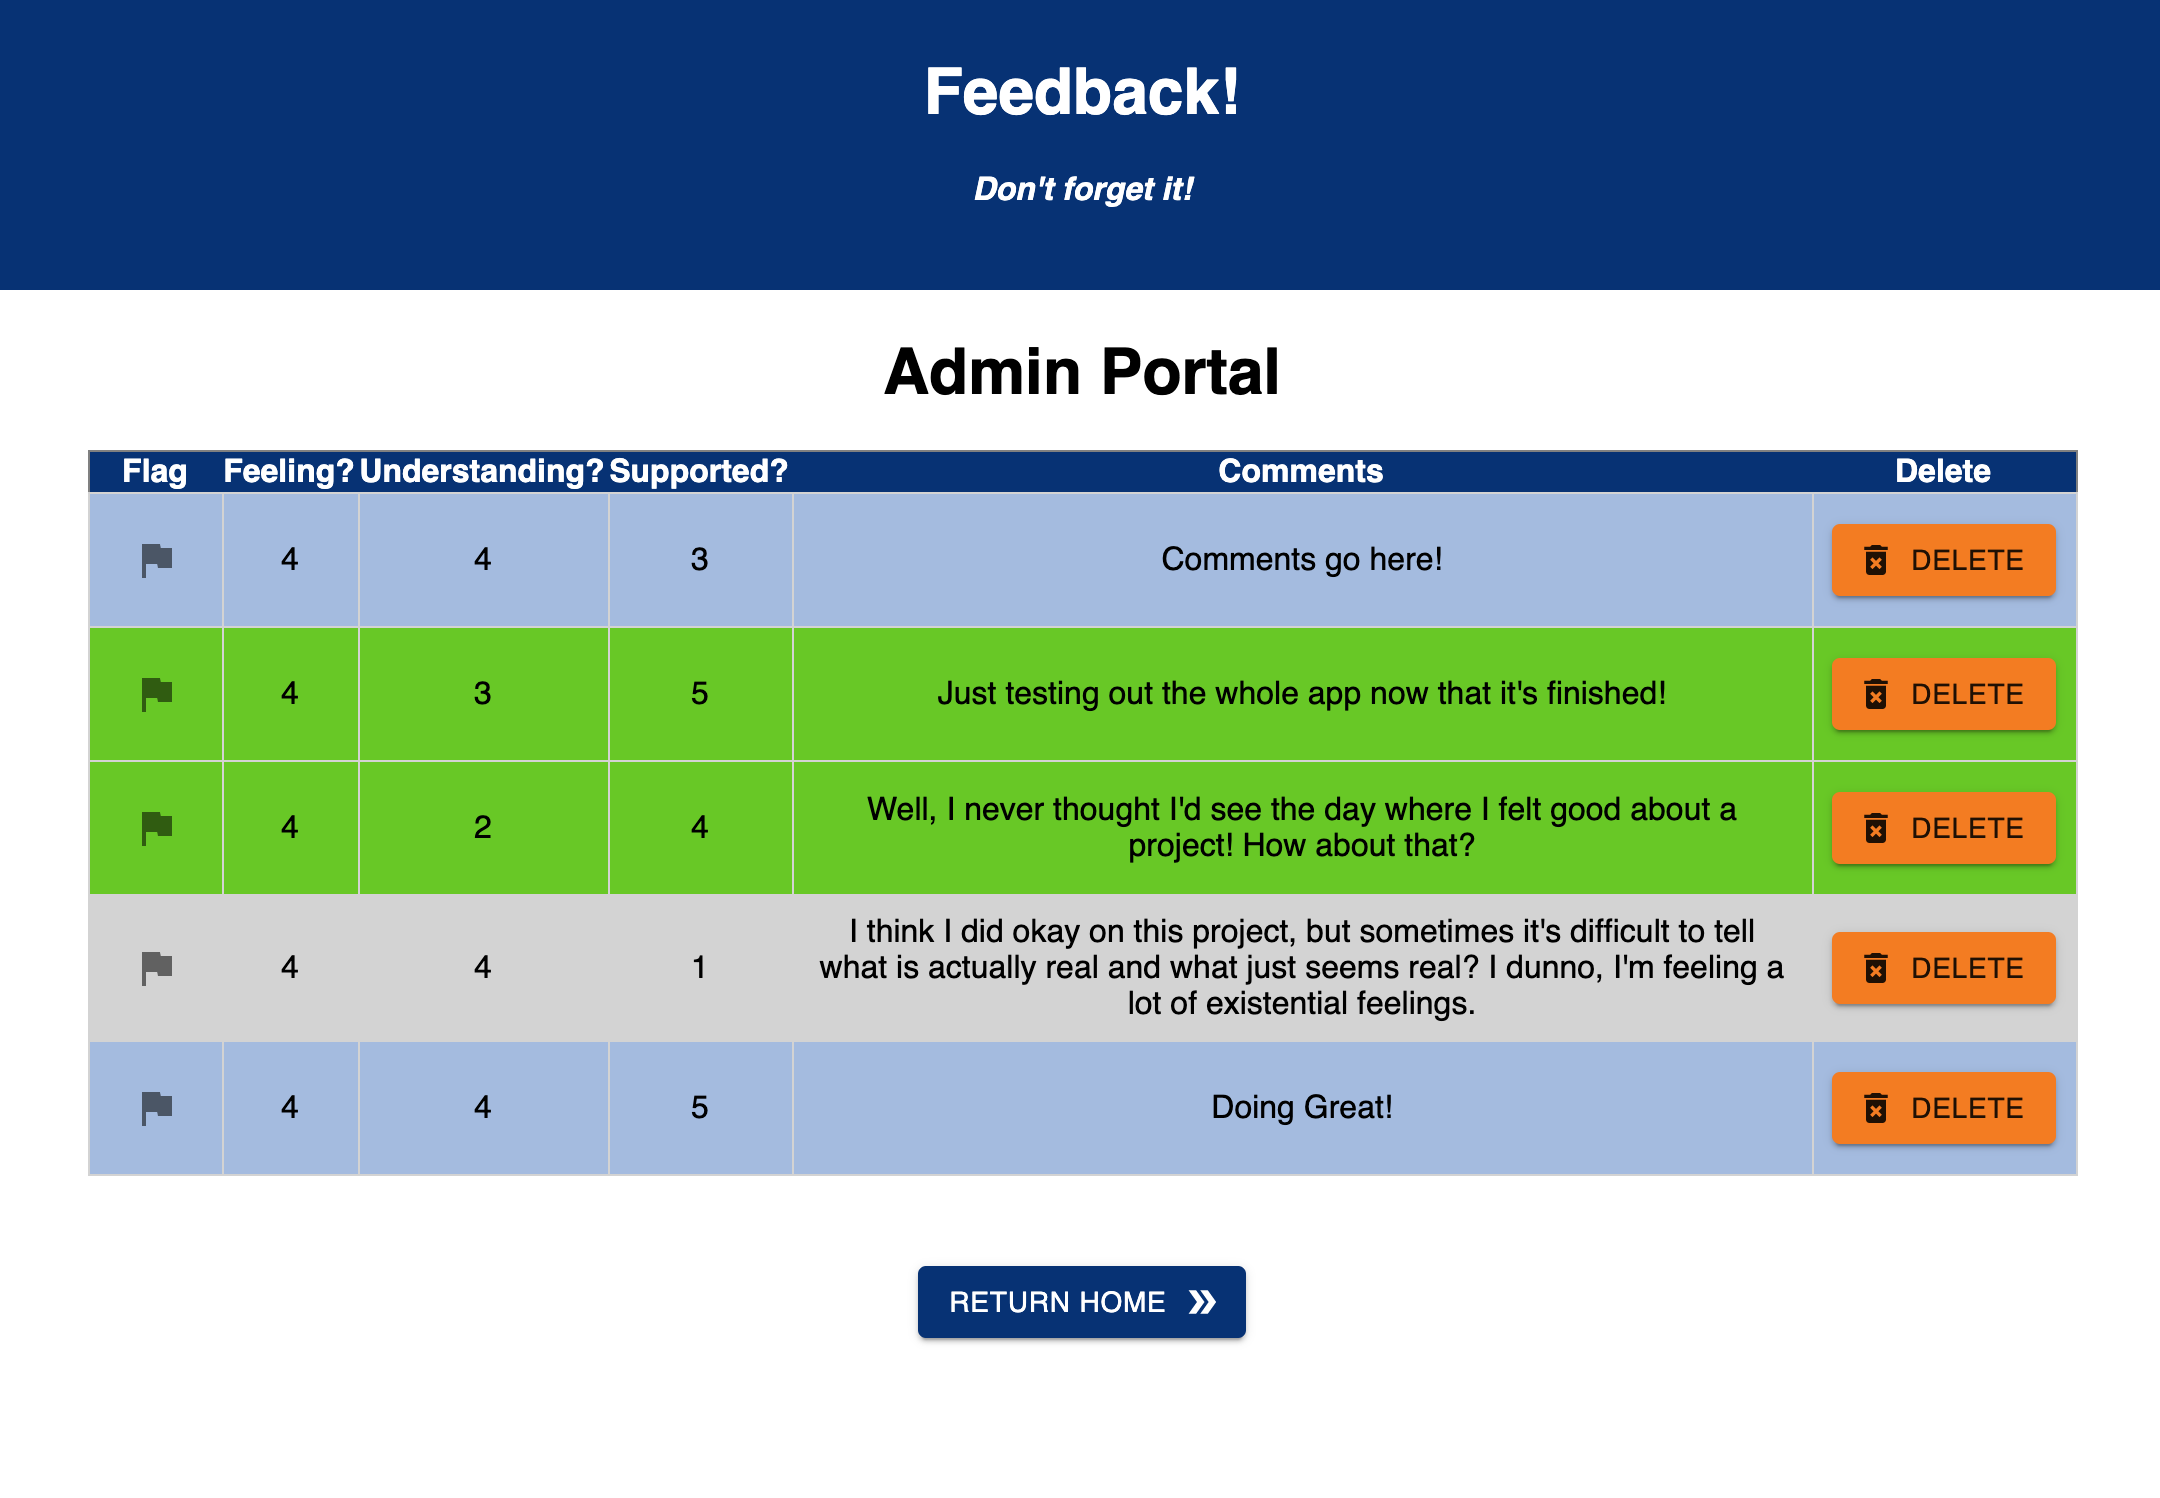 Feedback!
Don't forget it!
Admin Portal
Flag Feeling? Understanding? Supported? Comments Delete
4 4 3 Comments go here! DELETE
4 3 5 Just testing out the whole app now that it's finished! DELETE
4 2 4 Well, I never thought I'd see the day where I felt good about a
project! How about that? DELETE
I think I did okay on this project, but sometimes it's difficult to tell
4 4 1 what is actually real and what just seems real? I dunno, I'm feeling a DELETE
lot of existential feelings.
4 4 5 Doing Great! DELETE
RETURN HOME